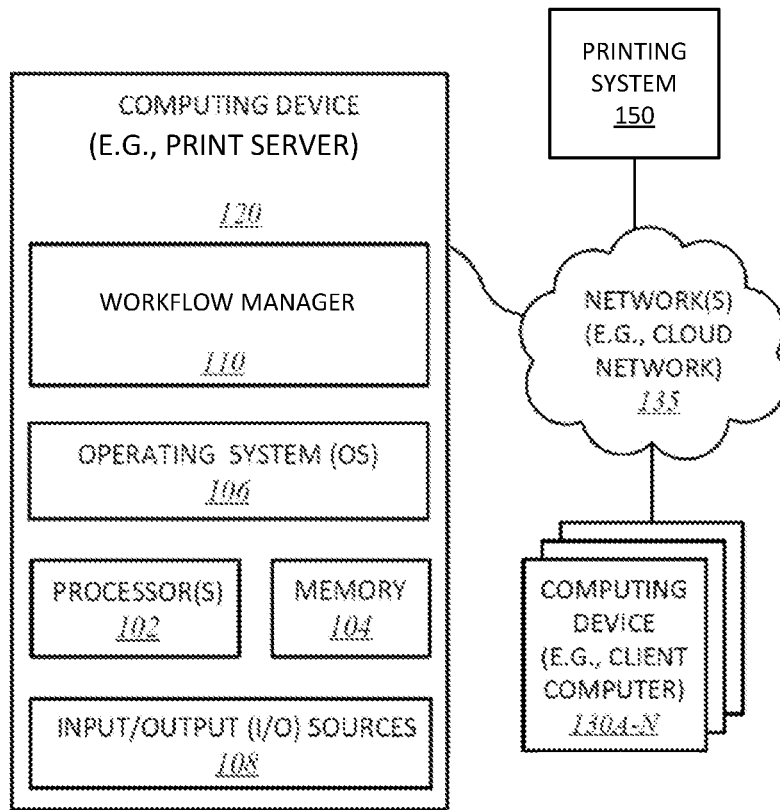 COMPUTING DEVICE
(E.G., PRINT SERVER)
120
WORKFLOW MANAGER
110
OPERATING SYSTEM (OS)
106
PROCESSOR(S)
102
MEMORY
104
INPUT/OUTPUT (I/O) SOURCES
108
PRINTING
SYSTEM
150
NETWORK(S)
(E.G., CLOUD
NETWORK)
135
COMPUTING
DEVICE
(E.G., CLIENT
COMPUTER)
130A-N